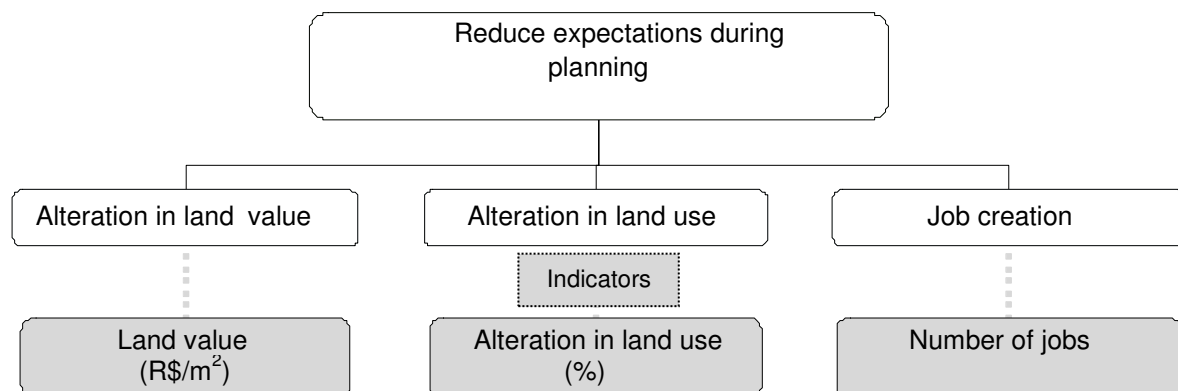 Reduce expectations during
planning
Alteration in land value
Alteration in land use
Job creation
Indicators
Land value
(R$/m²)
Alteration in land use
(%)
Number of jobs